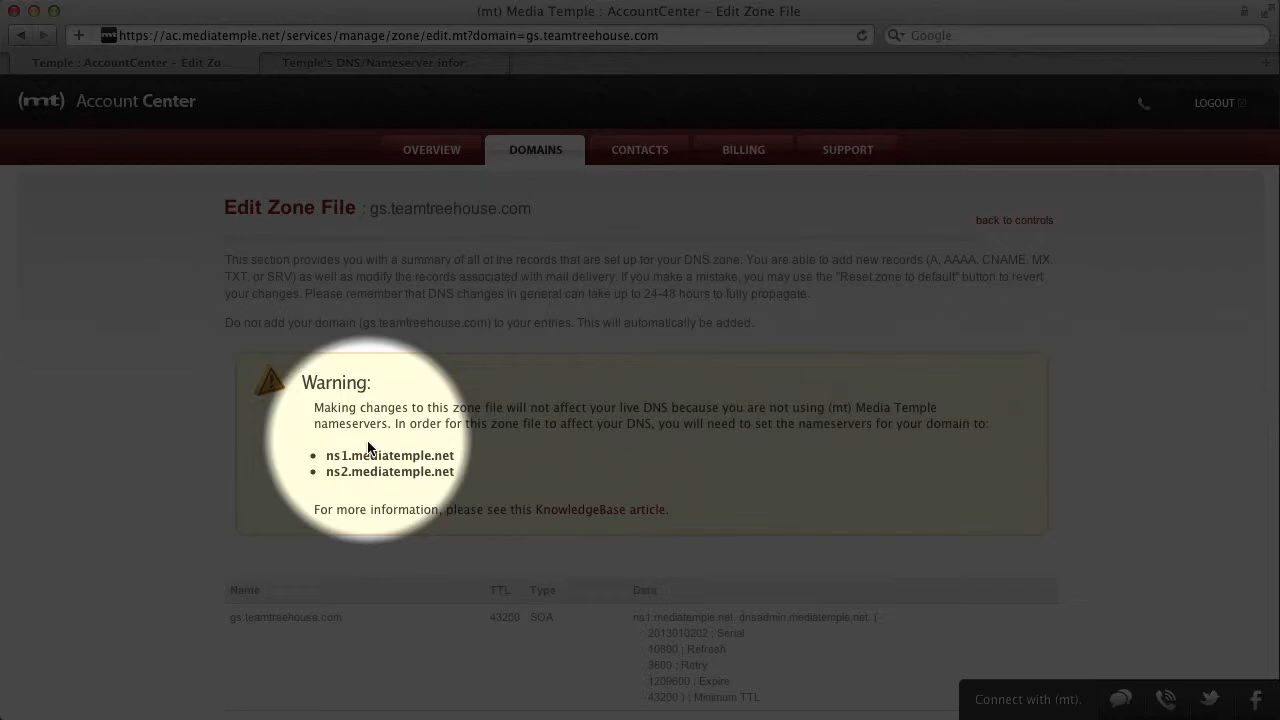 (mt) Media Temple : AccountCenter – Edit Zone File
https://ac.mediatemple.net/services/manage/zone/edit.mt?domain=gs.teamtreehouse.com
Google
Temple : AccountCenter – Edit Zo...
Temple's DNS/Nameserver infor
(mt) Account Center
LOGOUT
OVERVIEW
DOMAINS
CONTACTS
BILLING
SUPPORT
Edit Zone File : gs.teamtreehouse.com
back to controls
This section provides you with a summary of all of the records that are set up for your DNS zone. You are able to add new records (A, AAAA, CNAME, MX,
TXT, or SRV) as well as modify the records associated with mail delivery. If you make a mistake, you may use the "Reset zone to default" button to revert
your changes. Please remember that DNS changes in general can take up to 24-48 hours to fully propagate.
Do not add your domain (gs.teamtreehouse.com) to your entries. This will automatically be added.
Warning:
Making changes to this zone file will not affect your live DNS because you are not using (mt) Media Temple
nameservers. In order for this zone file to affect your DNS, you will need to set the nameservers for your domain to:
• ns1.mediatemple.net
• ns2.mediatemple.net
For more information, please see this KnowledgeBase article.
Name TTL Type Data
gs.teamtreehouse.com 43200 SOA ns1.mediatemple.net. dnsadmin.mediatemple.net. (
2013010202 ; Serial
10800 ; Refresh
3600 ; Retry
1209600 ; Expire
43200 ) ; Minimum TTL
Connect with (mt).